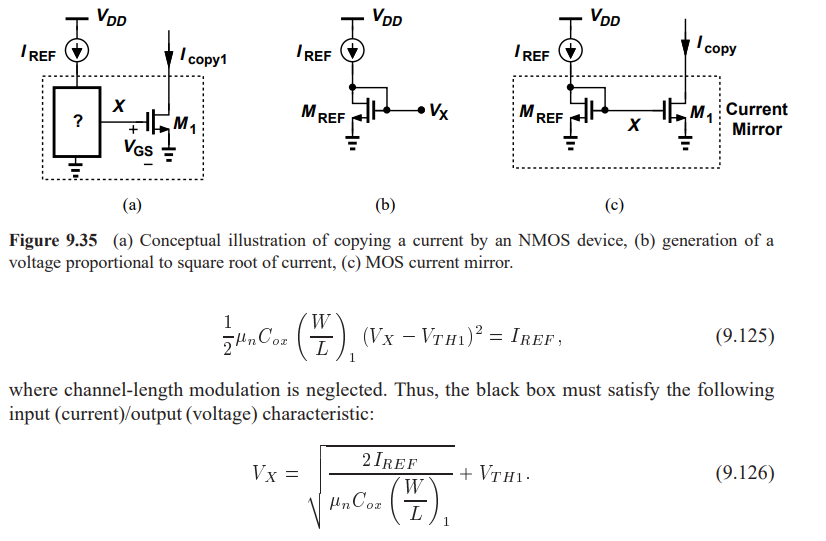 V_DD V_DD V_DD
I_REF I_copy1 I_REF I_REF I_copy
? X + V_GS − M_1 M_REF V_X M_REF X M_1 Current Mirror
(a) (b) (c)
Figure 9.35 (a) Conceptual illustration of copying a current by an NMOS device, (b) generation of a
voltage proportional to square root of current, (c) MOS current mirror.
\frac{1}{2} \mu_n C_{ox} \left(\frac{W}{L}\right)_1 (V_X − V_{TH1})^2 = I_{REF}, (9.125)
where channel-length modulation is neglected. Thus, the black box must satisfy the following
input (current)/output (voltage) characteristic:
V_X = \sqrt{\frac{2 I_{REF}}{\mu_n C_{ox} \left(\frac{W}{L}\right)_1}} + V_{TH1}. (9.126)